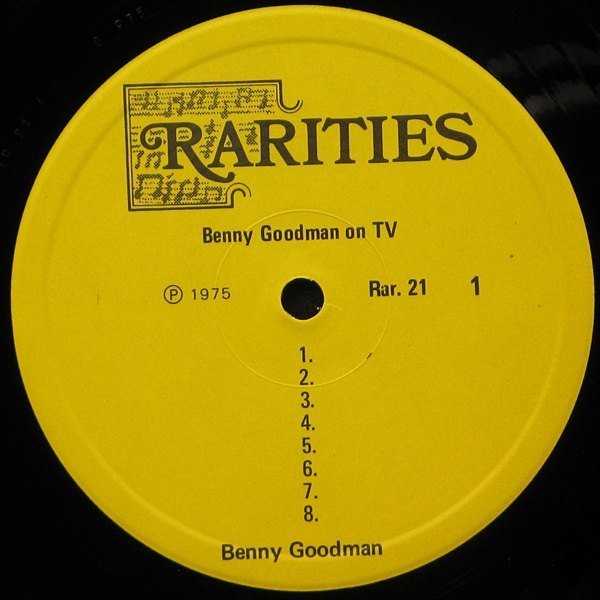 RARITIES
Benny Goodman on TV
℗ 1975 Rar. 21 1
1.
2.
3.
4.
5.
6.
7.
8.
Benny Goodman